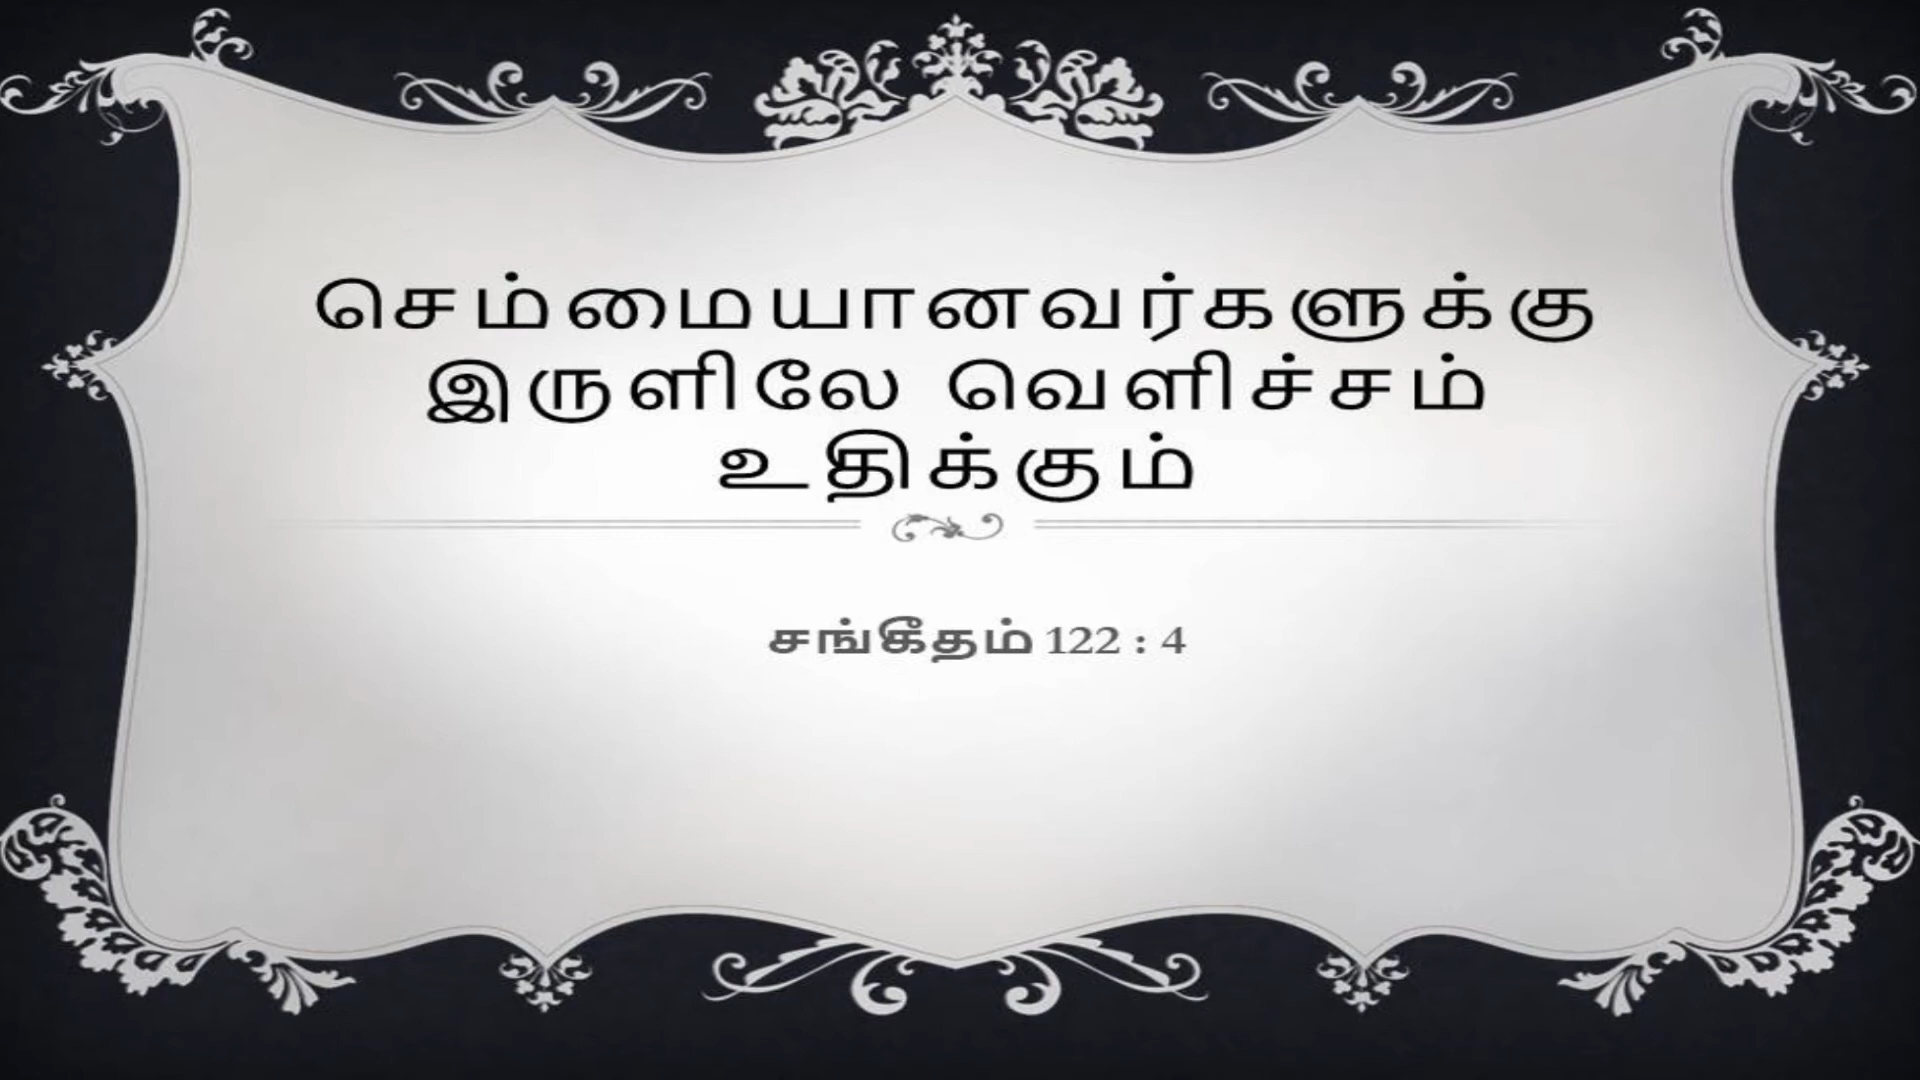 செம்மையானவர்களுக்கு
இருளிலே வெளிச்சம்
உதிக்கும்
சங்கீதம் 122 : 4